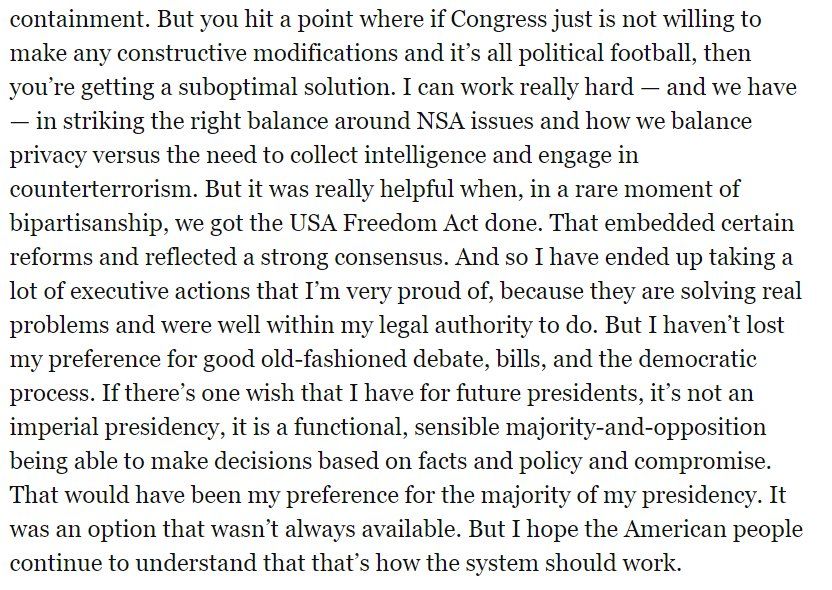 containment. But you hit a point where if Congress just is not willing to
make any constructive modifications and it’s all political football, then
you’re getting a suboptimal solution. I can work really hard — and we have
— in striking the right balance around NSA issues and how we balance
privacy versus the need to collect intelligence and engage in
counterterrorism. But it was really helpful when, in a rare moment of
bipartisanship, we got the USA Freedom Act done. That embedded certain
reforms and reflected a strong consensus. And so I have ended up taking a
lot of executive actions that I’m very proud of, because they are solving real
problems and were well within my legal authority to do. But I haven’t lost
my preference for good old-fashioned debate, bills, and the democratic
process. If there’s one wish that I have for future presidents, it’s not an
imperial presidency, it is a functional, sensible majority-and-opposition
being able to make decisions based on facts and policy and compromise.
That would have been my preference for the majority of my presidency. It
was an option that wasn’t always available. But I hope the American people
continue to understand that that’s how the system should work.